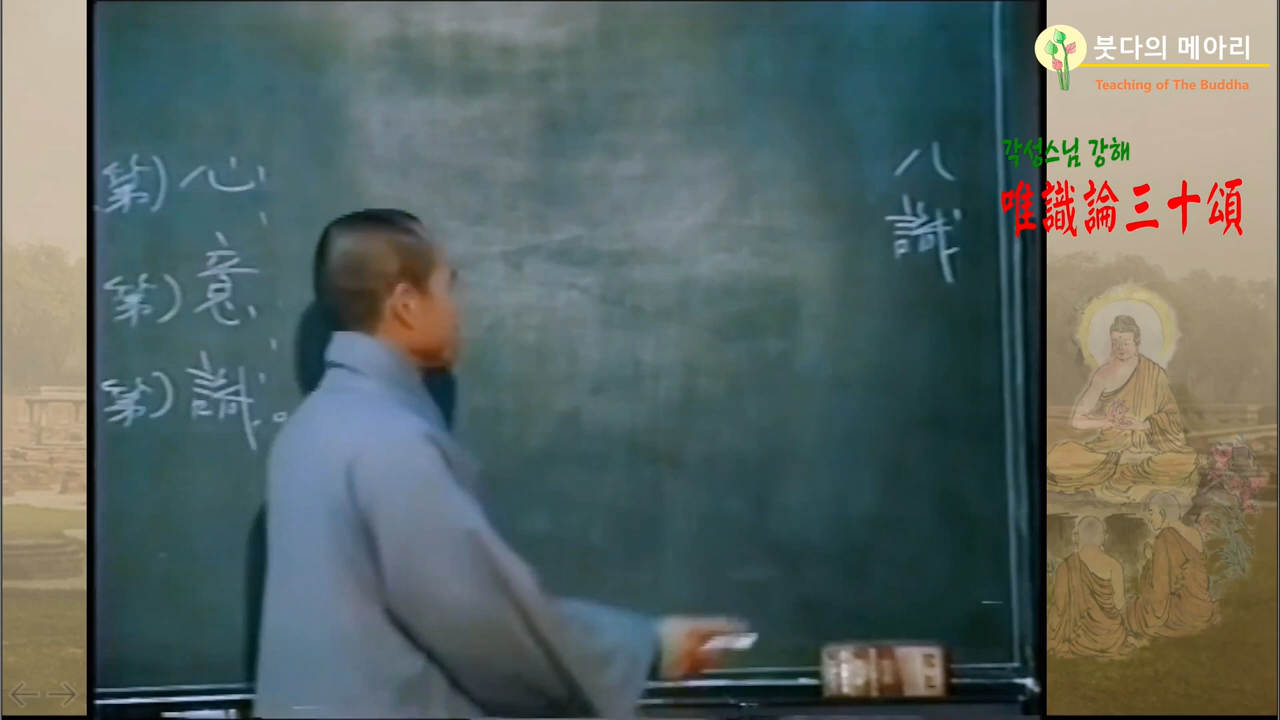 붓다의 메아리
Teaching of The Buddha
각성스님 강해
唯識論三十頌
八識
第) 心
意
第) 識。